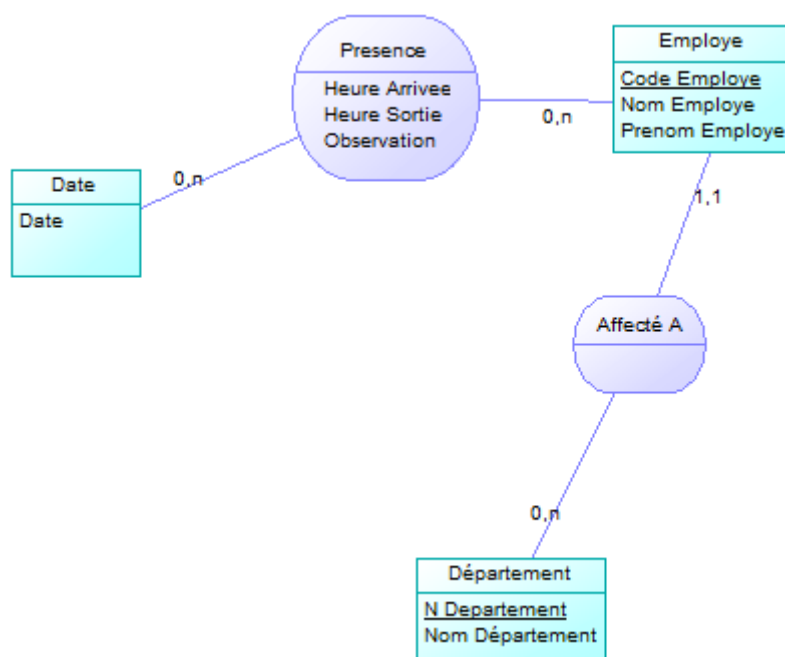 Presence
Heure Arrivee
Heure Sortie
Observation
0,n
Employe
Code Employe
Nom Employe
Prenom Employe
0,n
Date
Date
1,1
Affecté A
0,n
Département
N Departement
Nom Département